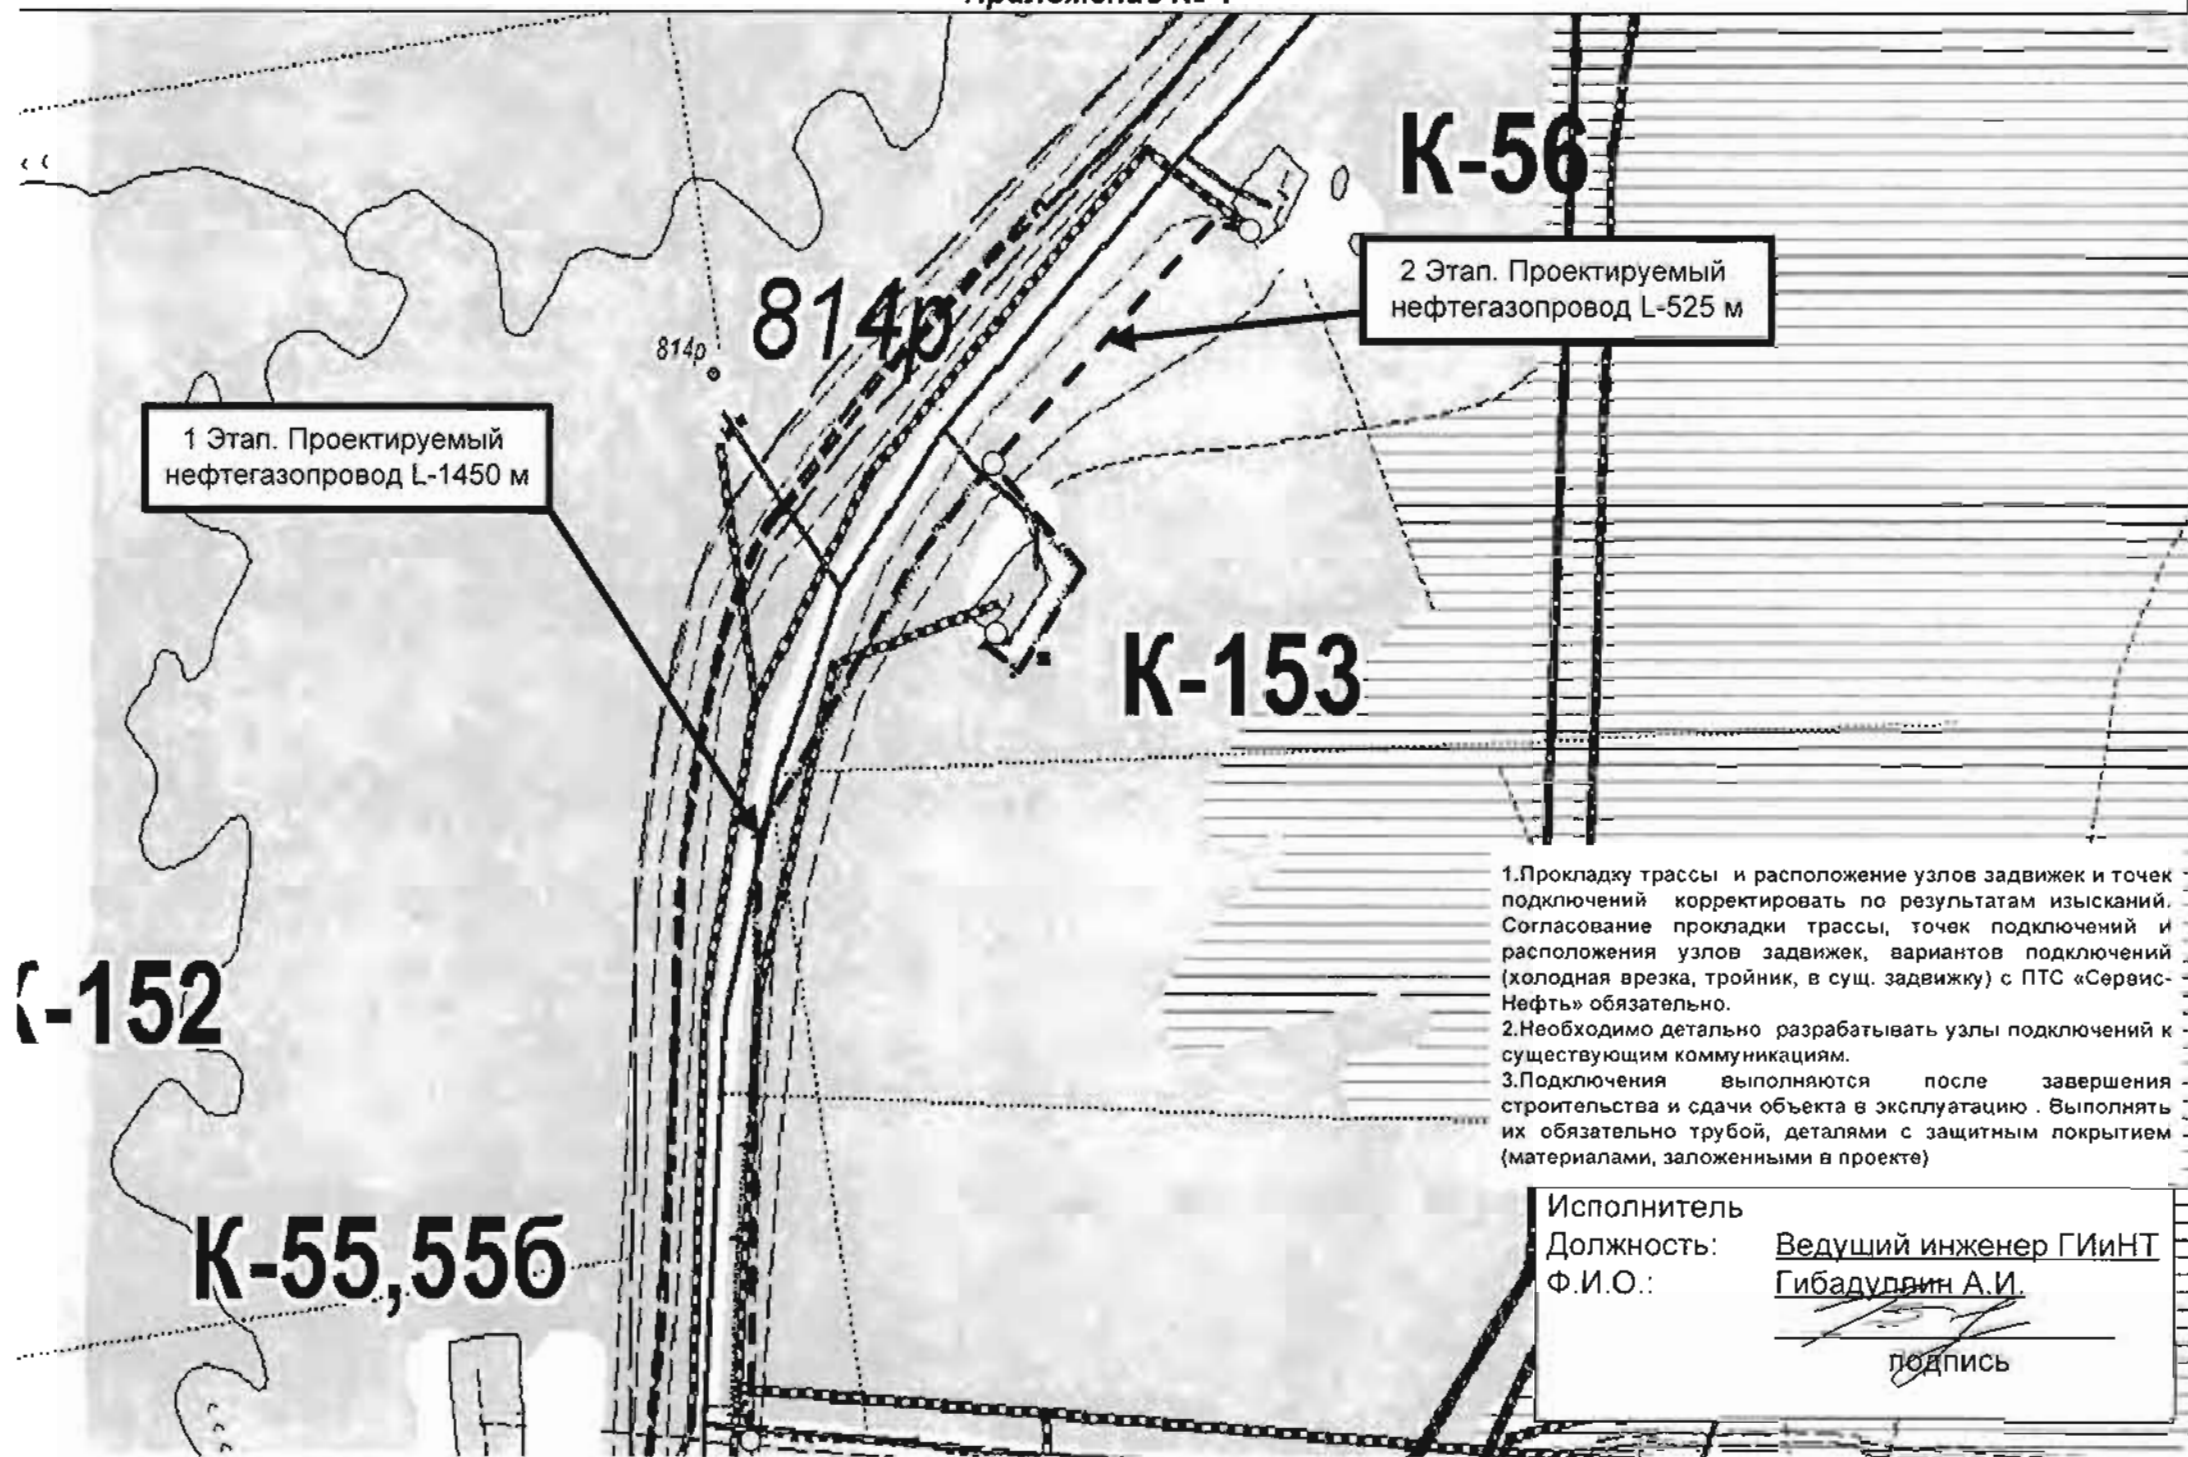 К-56
2 Этап. Проектируемый
нефтегазопровод L-525 м
814р
814р
1 Этап. Проектируемый
нефтегазопровод L-1450 м
К-153
1.Прокладку трассы и расположение узлов задвижек и точек
подключений корректировать по результатам изысканий.
Согласование прокладки трассы, точек подключений и
расположения узлов задвижек, вариантов подключений
(холодная врезка, тройник, в сущ. задвижку) с ПТС «Сервис-
Нефть» обязательно.
2.Необходимо детально разрабатывать узлы подключений к
существующим коммуникациям.
3.Подключения выполняются после завершения
строительства и сдачи объекта в эксплуатацию . Выполнять
их обязательно трубой, деталями с защитным покрытием
(материалами, заложенными в проекте)
К-152
К-55,55б
Исполнитель
Должность: Ведущий инженер ГИиНТ
Ф.И.О.: Гибадуллин А.И.
подпись